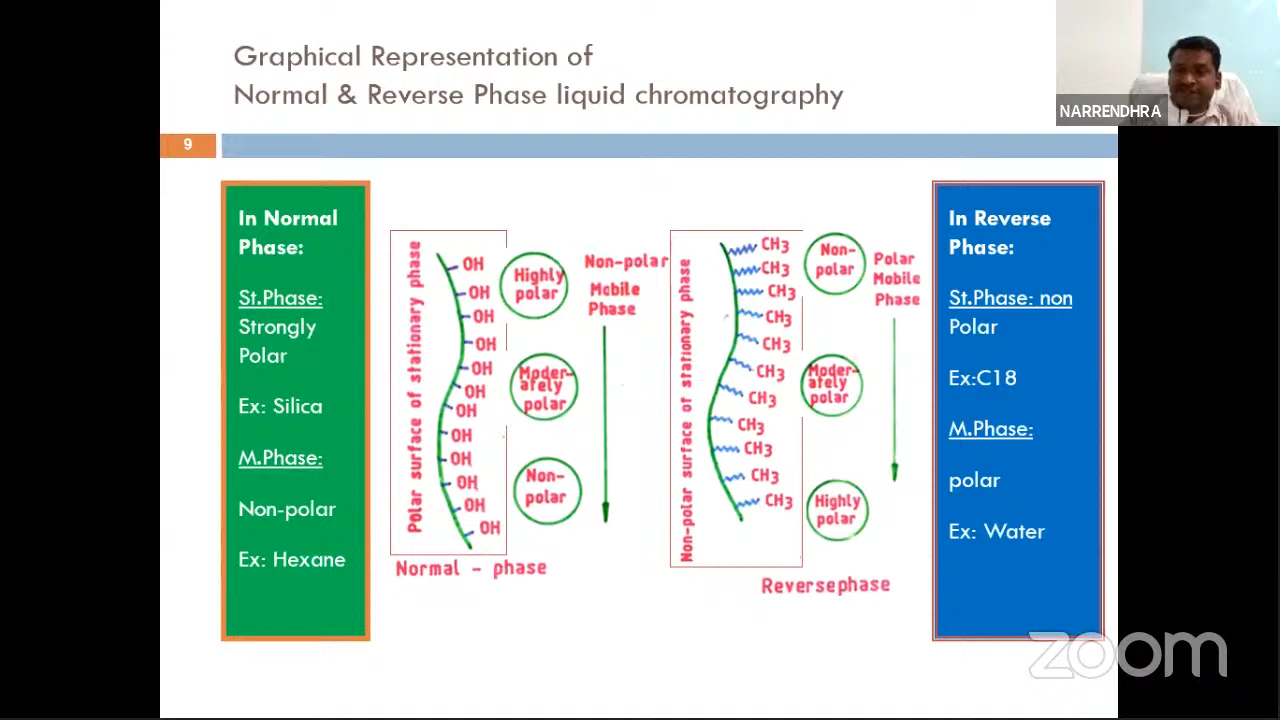 Graphical Representation of
Normal & Reverse Phase liquid chromatography
NARRENDHRA
9
In Normal
Phase:
St.Phase:
Strongly
Polar
Ex: Silica
M.Phase:
Non-polar
Ex: Hexane
Polar surface of stationary phase
OH
OH
OH
OH
OH
OH
OH
OH
OH
OH
OH
OH
Highly
polar
Moder-
ately
polar
Non-
polar
Non-polar
Mobile
Phase
Normal - phase
Non-polar surface of stationary phase
CH3
CH3
CH3
CH3
CH3
CH3
CH3
CH3
CH3
CH3
CH3
Non-
polar
Moder-
ately
polar
Highly
polar
Polar
Mobile
Phase
Reversephase
In Reverse
Phase:
St.Phase: non
Polar
Ex:C18
M.Phase:
polar
Ex: Water
zoom